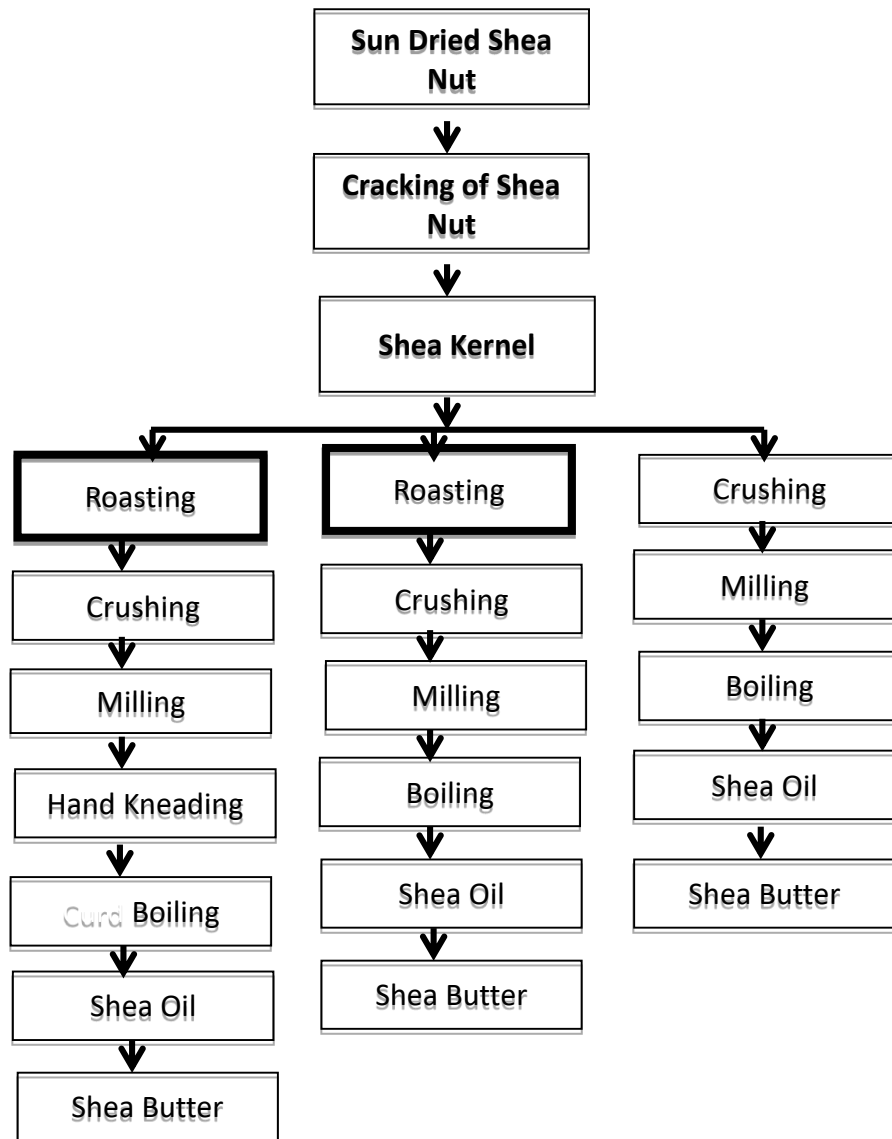 Sun Dried Shea
Nut
Cracking of Shea
Nut
Shea Kernel
Roasting
Crushing
Milling
Hand Kneading
Curd Boiling
Shea Oil
Shea Butter
Roasting
Crushing
Milling
Boiling
Shea Oil
Shea Butter
Crushing
Milling
Boiling
Shea Oil
Shea Butter